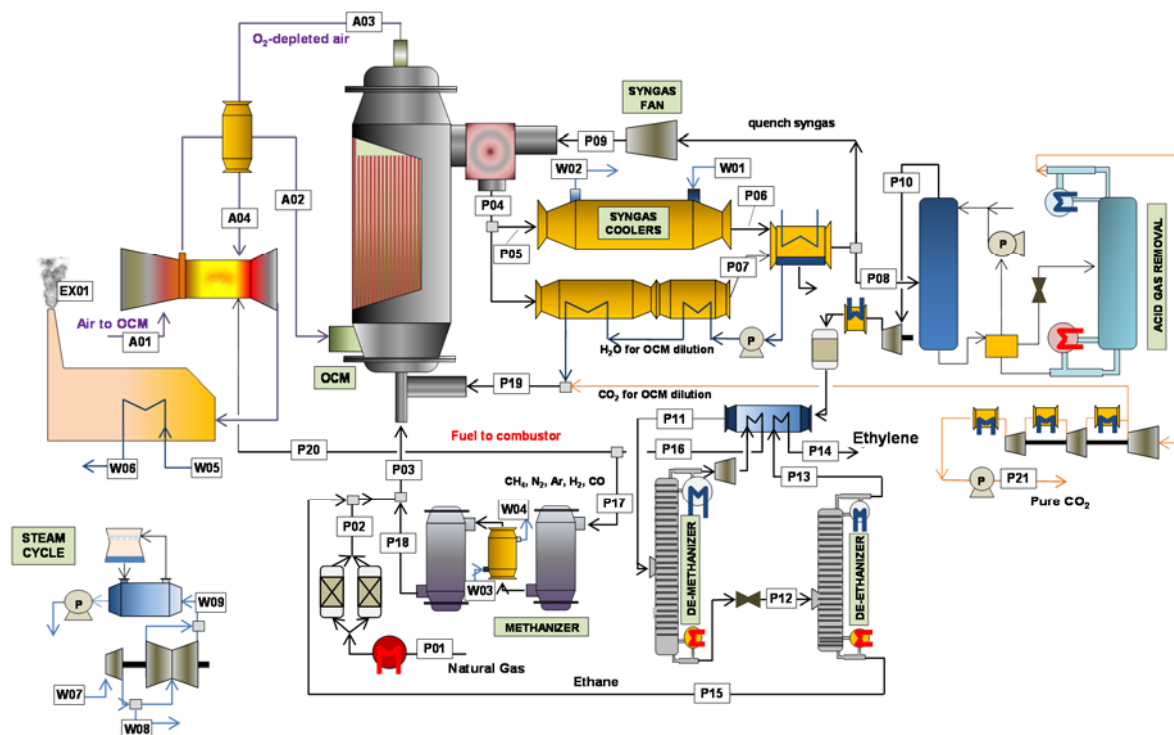 A03
O₂-depleted air
SYNGAS
FAN
quench syngas
P09
W02
W01
P10
A04
A02
P04
SYNGAS
COOLERS
P06
P
ACID GAS REMOVAL
P05
EX01
P07
P08
Air to OCM
A01
H₂O for OCM dilution
P
OCM
P19
CO₂ for OCM dilution
P11
Fuel to combustor
P16
Ethylene
P14
W06
W05
P20
P03
P13
P
P21
CH₄, N₂, Ar, H₂, CO
Pure CO₂
W04
P17
P02
P18
STEAM
CYCLE
W03
DE-METHANIZER
P12
DE-ETHANIZER
P
W09
METHANIZER
P01
Natural Gas
W07
Ethane
P15
W08